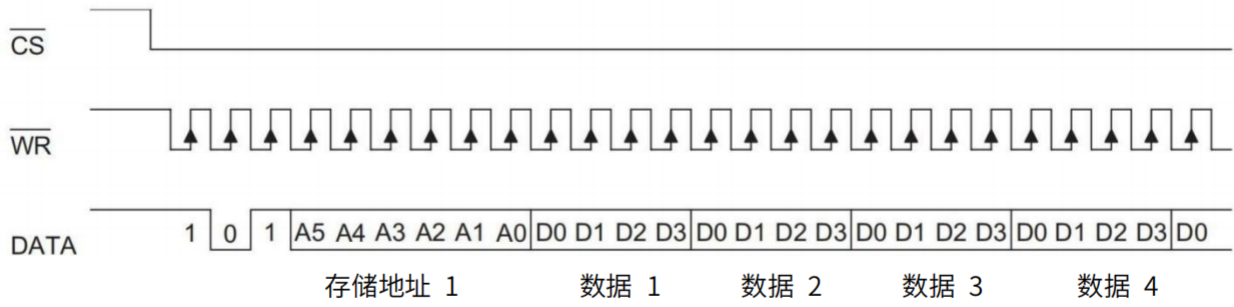 CS
WR
DATA 1 0 1 A5 A4 A3 A2 A1 A0 D0 D1 D2 D3 D0 D1 D2 D3 D0 D1 D2 D3 D0 D1 D2 D3 D0
存储地址 1 数据 1 数据 2 数据 3 数据 4